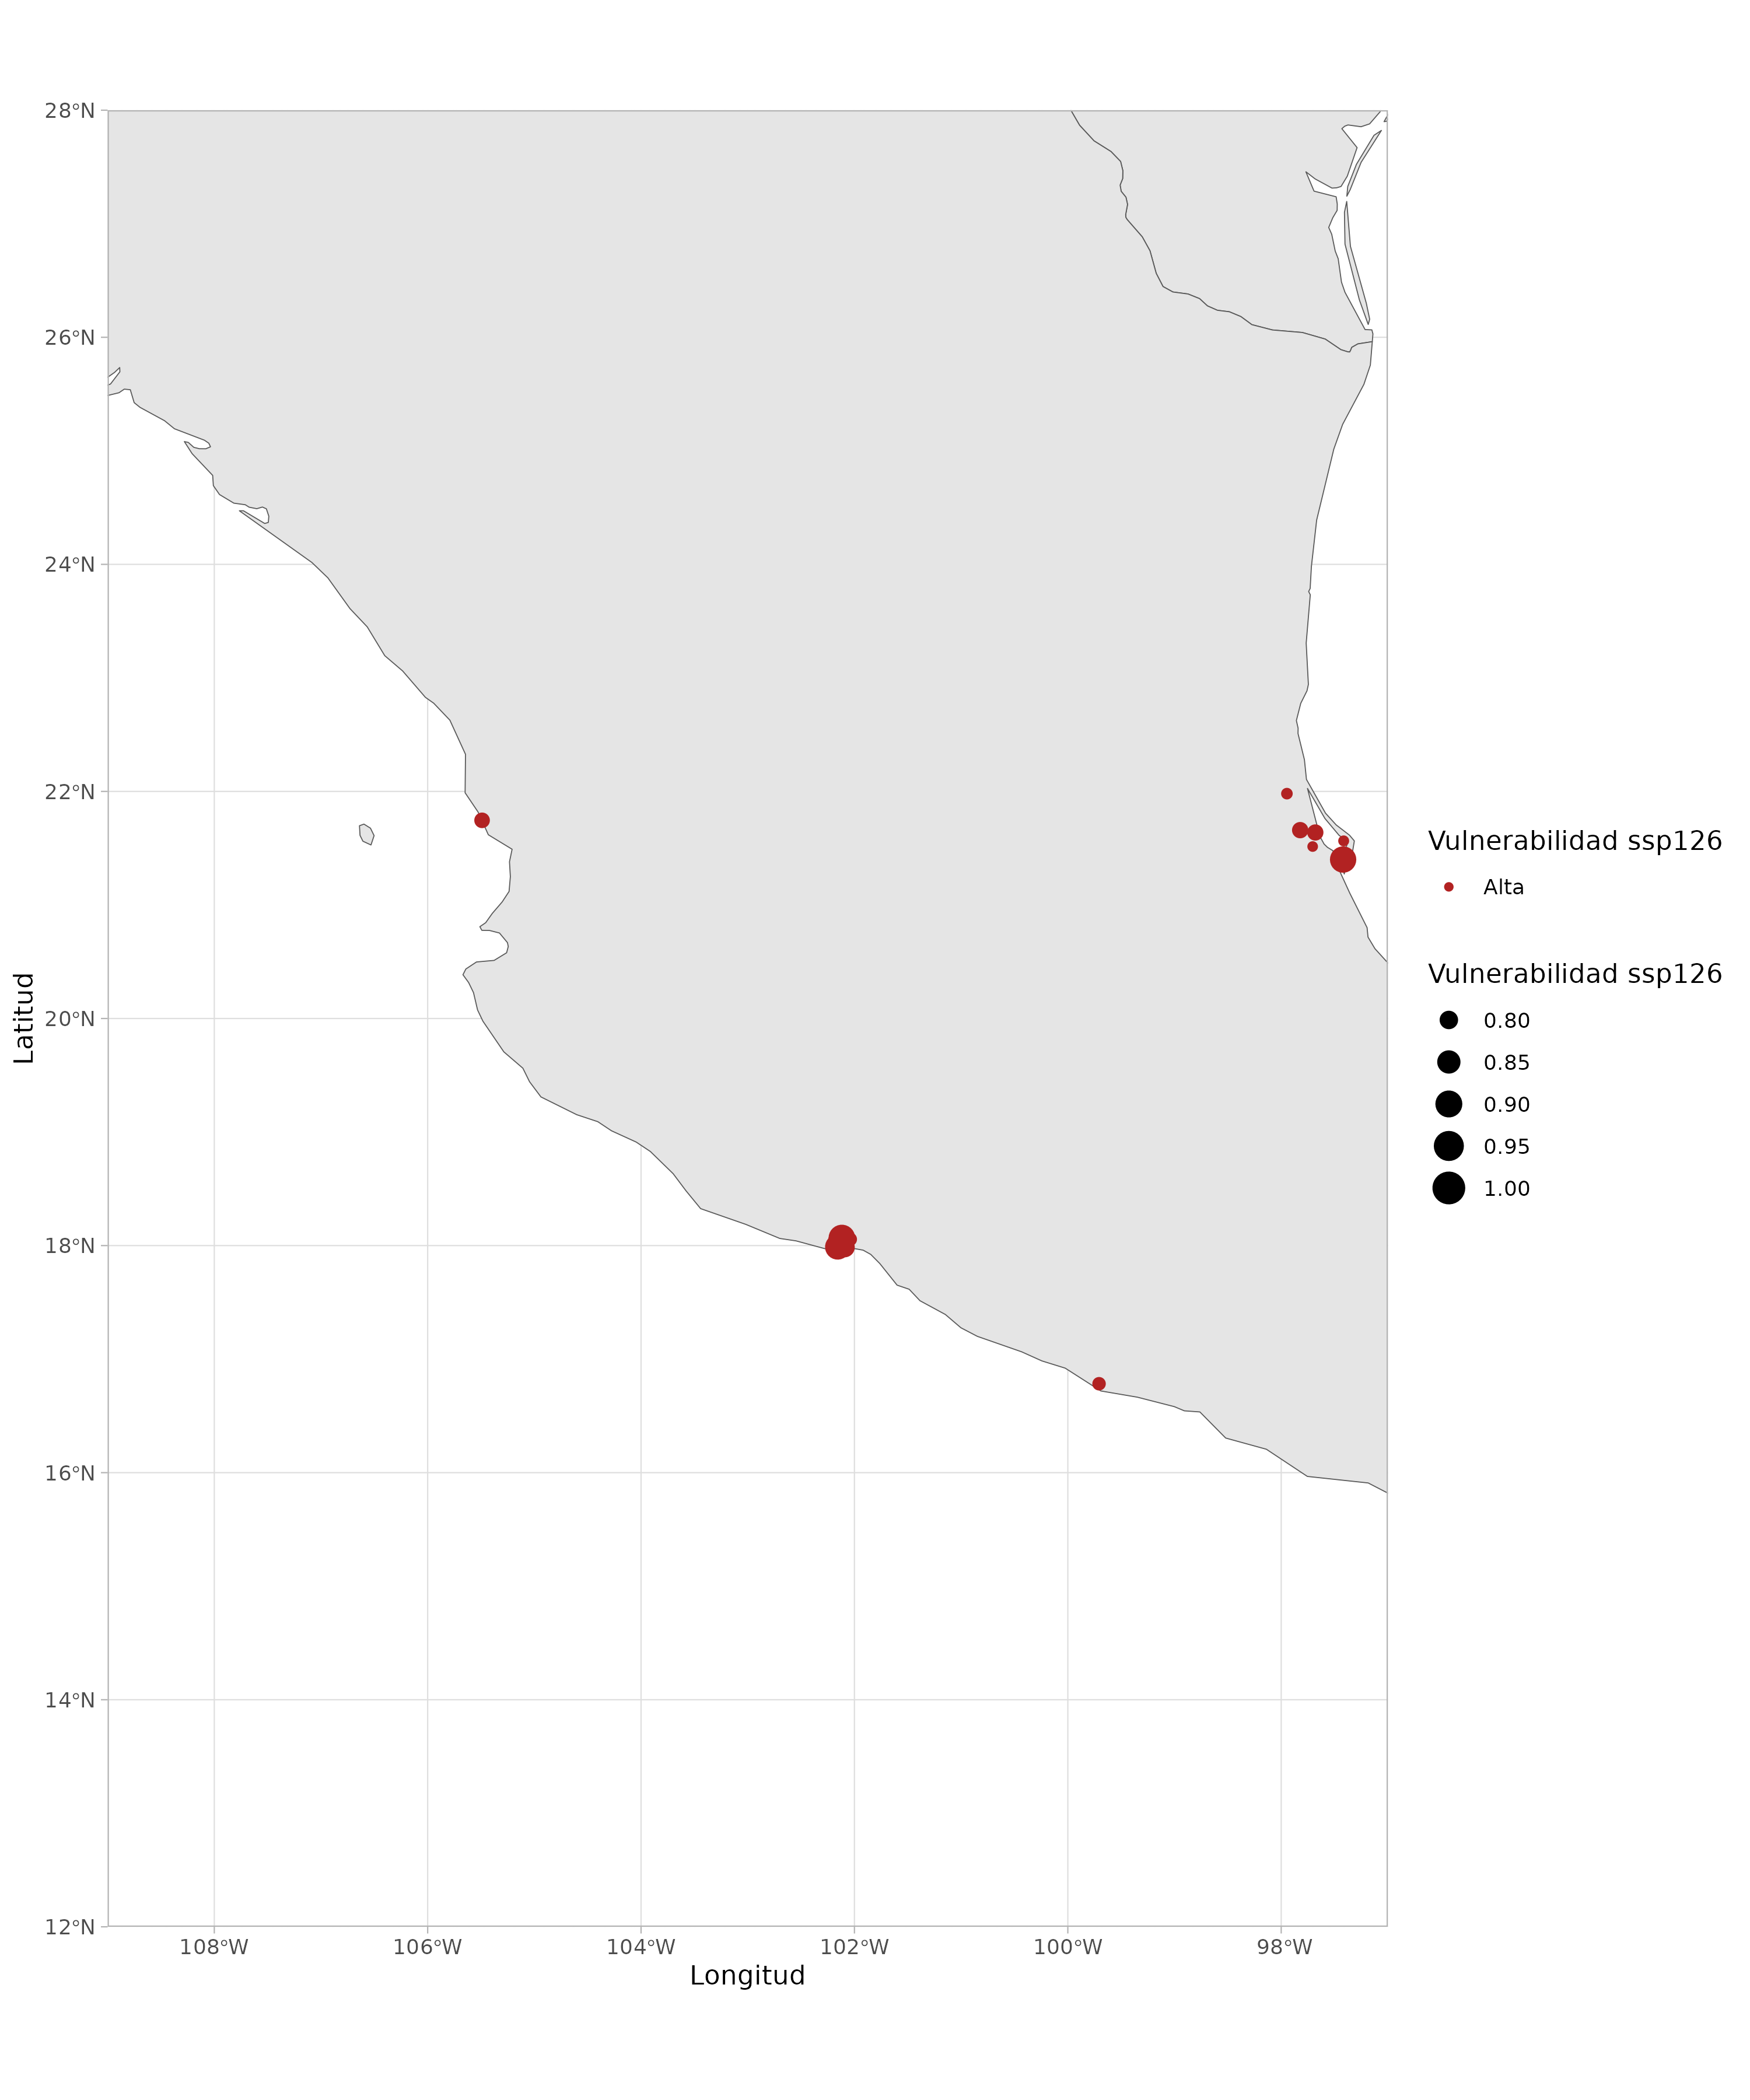 28°N
26°N
24°N
22°N
20°N
18°N
16°N
14°N
12°N
Latitud
108°W
106°W
104°W
102°W
100°W
98°W
Longitud
Vulnerabilidad ssp126
Alta
Vulnerabilidad ssp126
0.80
0.85
0.90
0.95
1.00